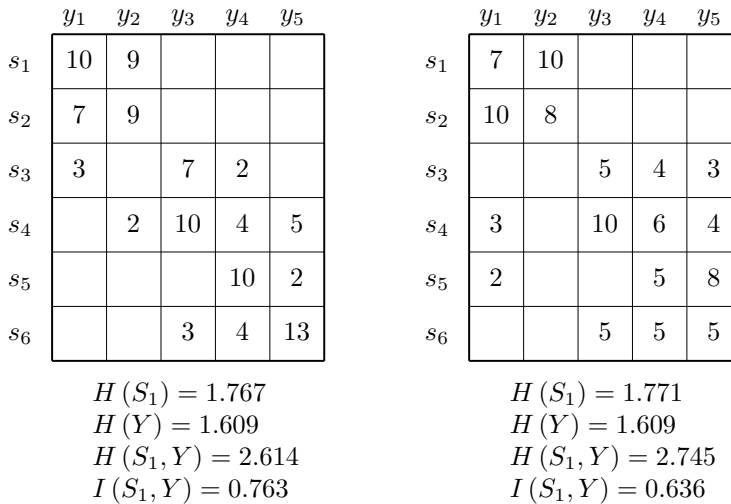 y₁ y₂ y₃ y₄ y₅
s₁ 10 9
s₂ 7 9
s₃ 3 7 2
s₄ 2 10 4 5
s₅ 10 2
s₆ 3 4 13
H (S₁) = 1.767
H (Y) = 1.609
H (S₁, Y) = 2.614
I (S₁, Y) = 0.763
y₁ y₂ y₃ y₄ y₅
s₁ 7 10
s₂ 10 8
s₃ 5 4 3
s₄ 3 10 6 4
s₅ 2 5 8
s₆ 5 5 5
H (S₁) = 1.771
H (Y) = 1.609
H (S₁, Y) = 2.745
I (S₁, Y) = 0.636